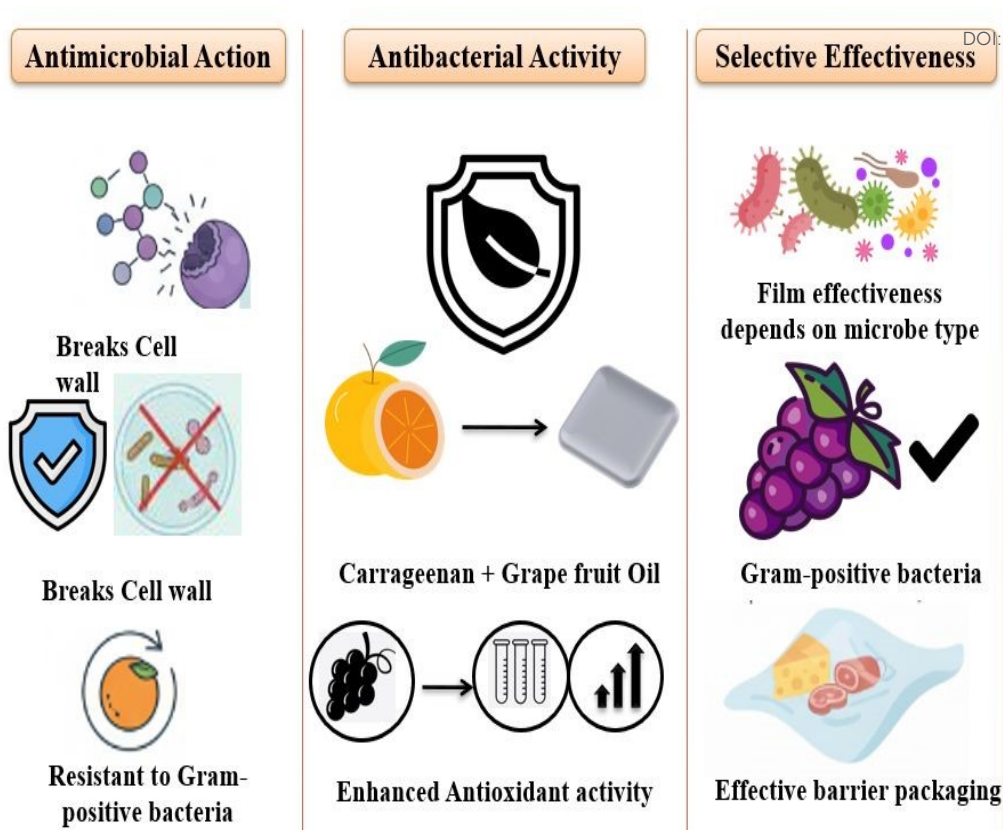 Antimicrobial Action
Breaks Cell
wall
Breaks Cell wall
Resistant to Gram-
positive bacteria
Antibacterial Activity
Carrageenan + Grape fruit Oil
Enhanced Antioxidant activity
DOI:
Selective Effectiveness
Film effectiveness
depends on microbe type
Gram-positive bacteria
Effective barrier packaging